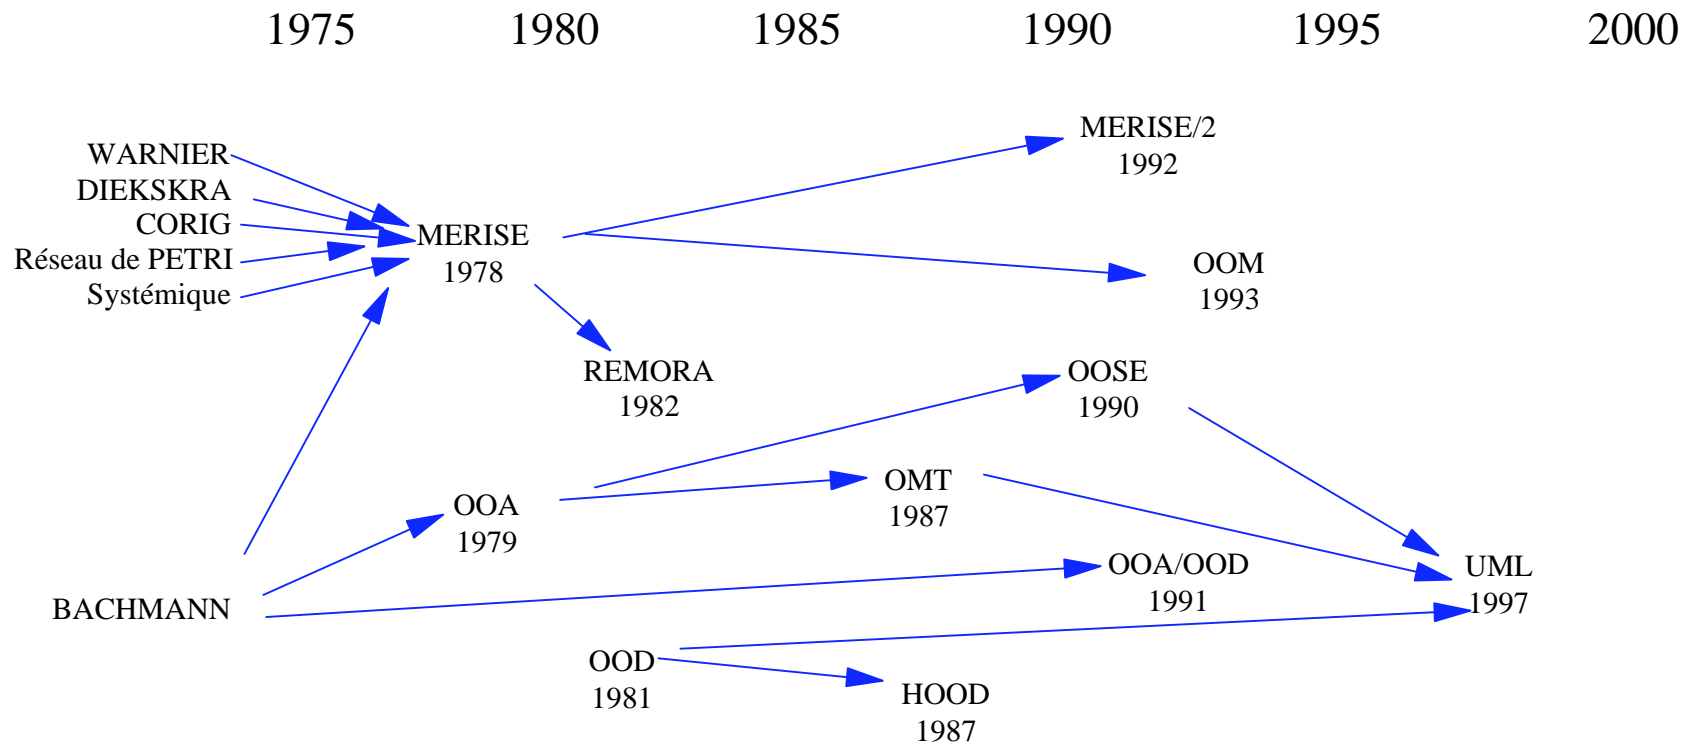 1975 1980 1985 1990 1995 2000
MERISE/2
1992
WARNIER
DIEKSKRA
CORIG
Réseau de PETRI
Systémique
MERISE
1978
OOM
1993
REMORA
1982
OOSE
1990
OMT
1987
OOA
1979
OOA/OOD
1991
UML
1997
BACHMANN
OOD
1981
HOOD
1987